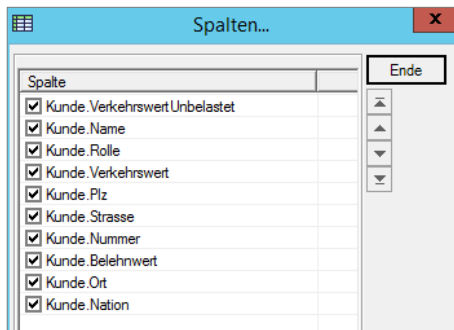 Spalten...
x
Ende
Spalte
Kunde.VerkehrswertUnbelastet
Kunde.Name
Kunde.Rolle
Kunde.Verkehrswert
Kunde.Plz
Kunde.Strasse
Kunde.Nummer
Kunde.Belehnwert
Kunde.Ort
Kunde.Nation